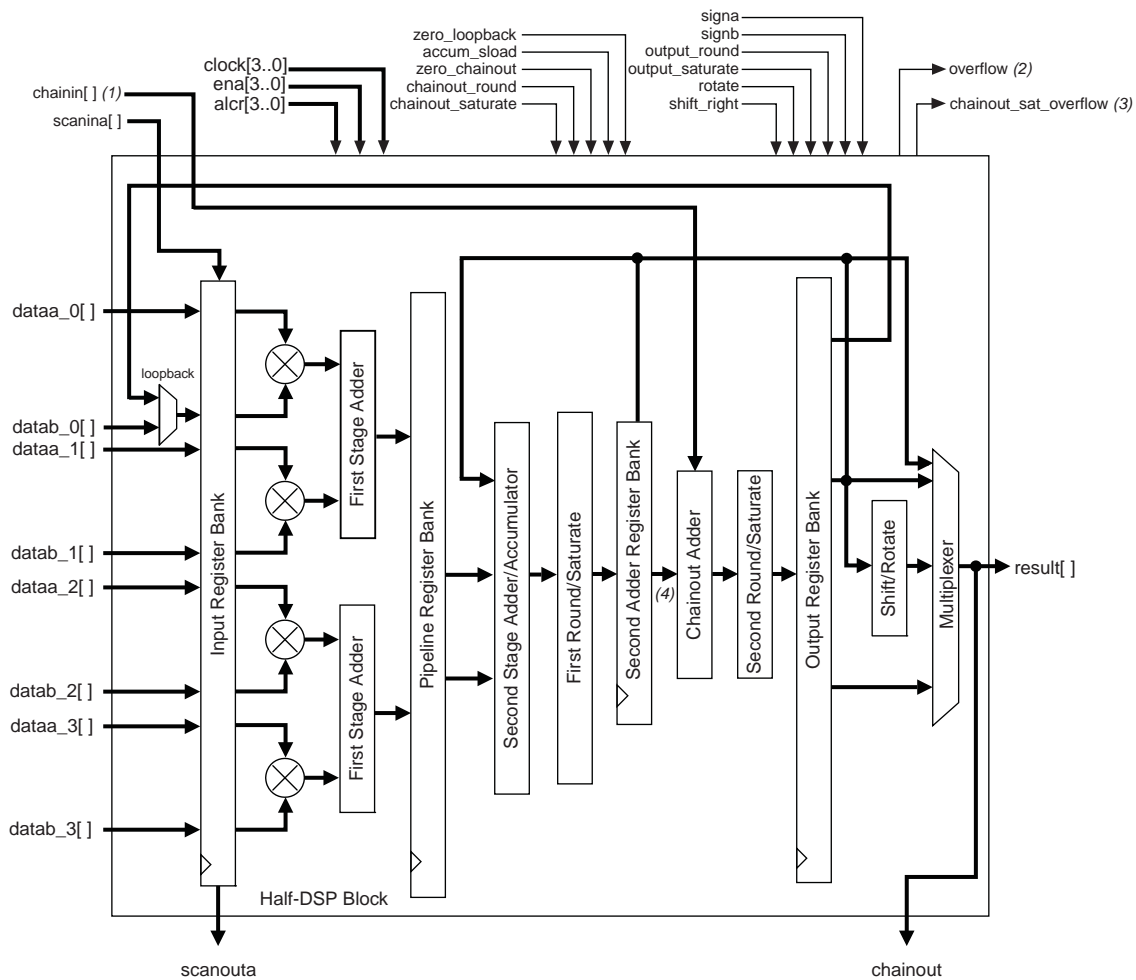 signa
signb
output_round
output_saturate
rotate
shift_right
zero_loopback
accum_sload
zero_chainout
chainout_round
chainout_saturate
clock[3..0]
ena[3..0]
alcr[3..0]
chainin[ ] (1)
scanina[ ]
overflow (2)
chainout_sat_overflow (3)
dataa_0[ ]
loopback
datab_0[ ]
dataa_1[ ]
datab_1[ ]
dataa_2[ ]
datab_2[ ]
dataa_3[ ]
datab_3[ ]
Input Register Bank
First Stage Adder
First Stage Adder
Pipeline Register Bank
Second Stage Adder/Accumulator
First Round/Saturate
Second Adder Register Bank
(4)
Chainout Adder
Second Round/Saturate
Output Register Bank
Shift/Rotate
Multiplexer
result[ ]
Half-DSP Block
scanouta
chainout